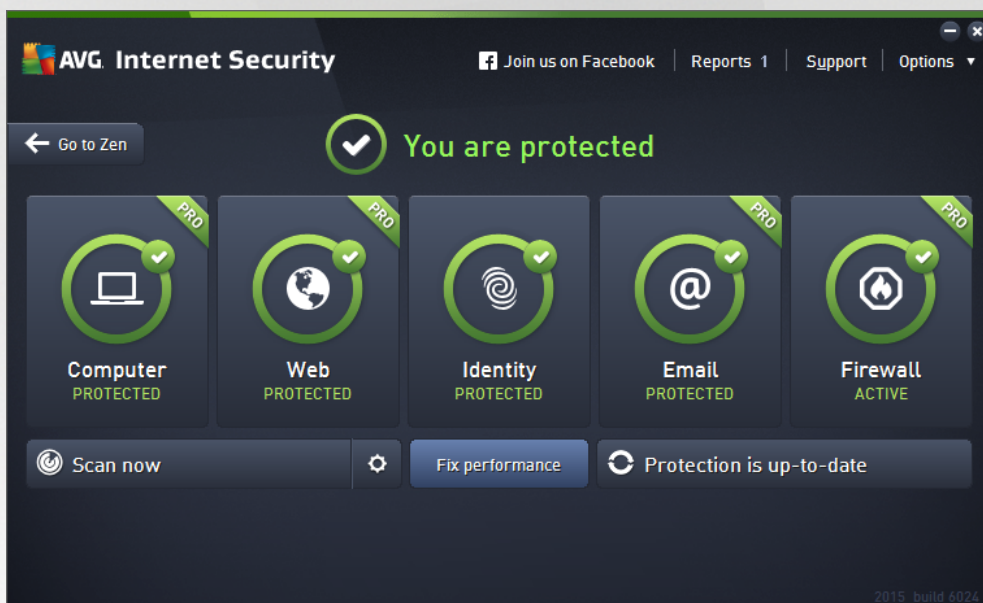 AVG Internet Security
Join us on Facebook
Reports 1
Support
Options
Go to Zen
You are protected
PRO
Computer
PROTECTED
PRO
Web
PROTECTED
Identity
PROTECTED
PRO
Email
PROTECTED
PRO
Firewall
ACTIVE
Scan now
Fix performance
Protection is up-to-date
2015 build 6024